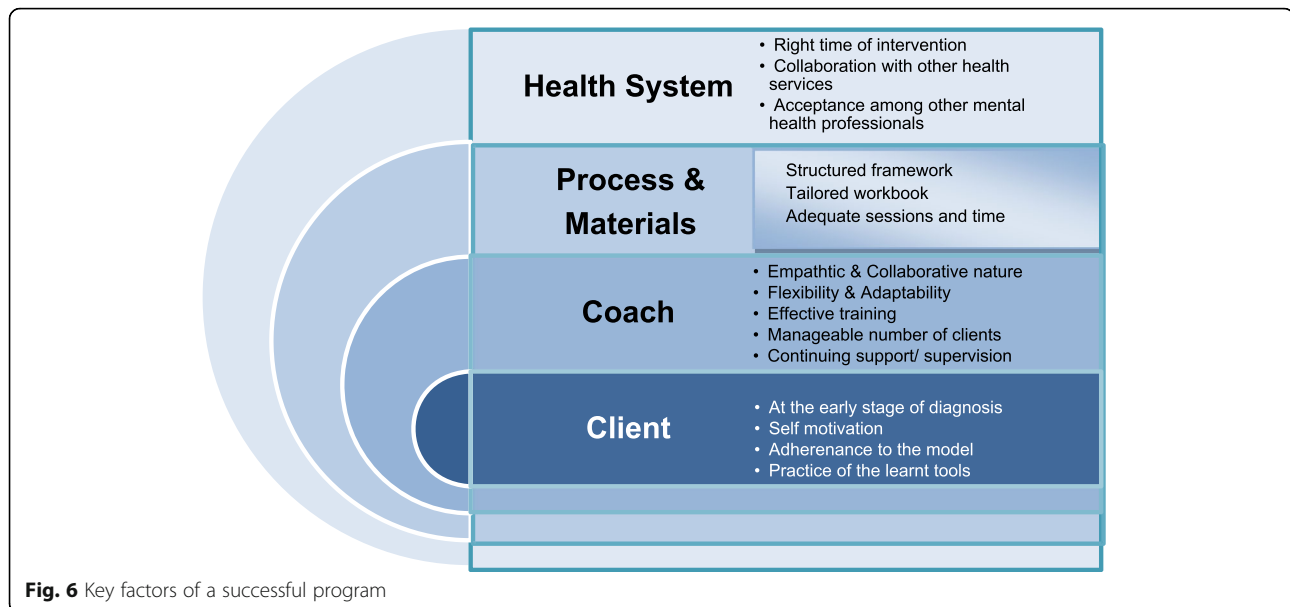 Health System
• Right time of intervention
• Collaboration with other health
services
• Acceptance among other mental
health professionals
Process &
Materials
Structured framework
Tailored workbook
Adequate sessions and time
Coach
• Empathtic & Collaborative nature
• Flexibility & Adaptability
• Effective training
• Manageable number of clients
• Continuing support/ supervision
Client
• At the early stage of diagnosis
• Self motivation
• Adherenance to the model
• Practice of the learnt tools
Fig. 6 Key factors of a successful program